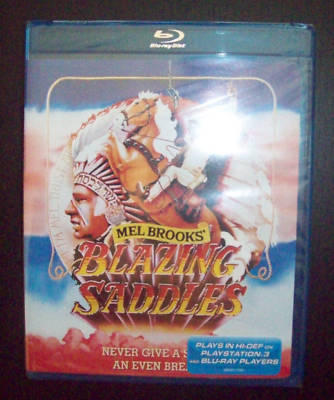 Blu-ray Disc
MEL BROOKS'
BLAZING
SADDLES
NEVER GIVE A
AN EVEN
PLAYS IN HI-DEF ON
PLAYSTATION 3
AND BLU-RAY PLAYERS